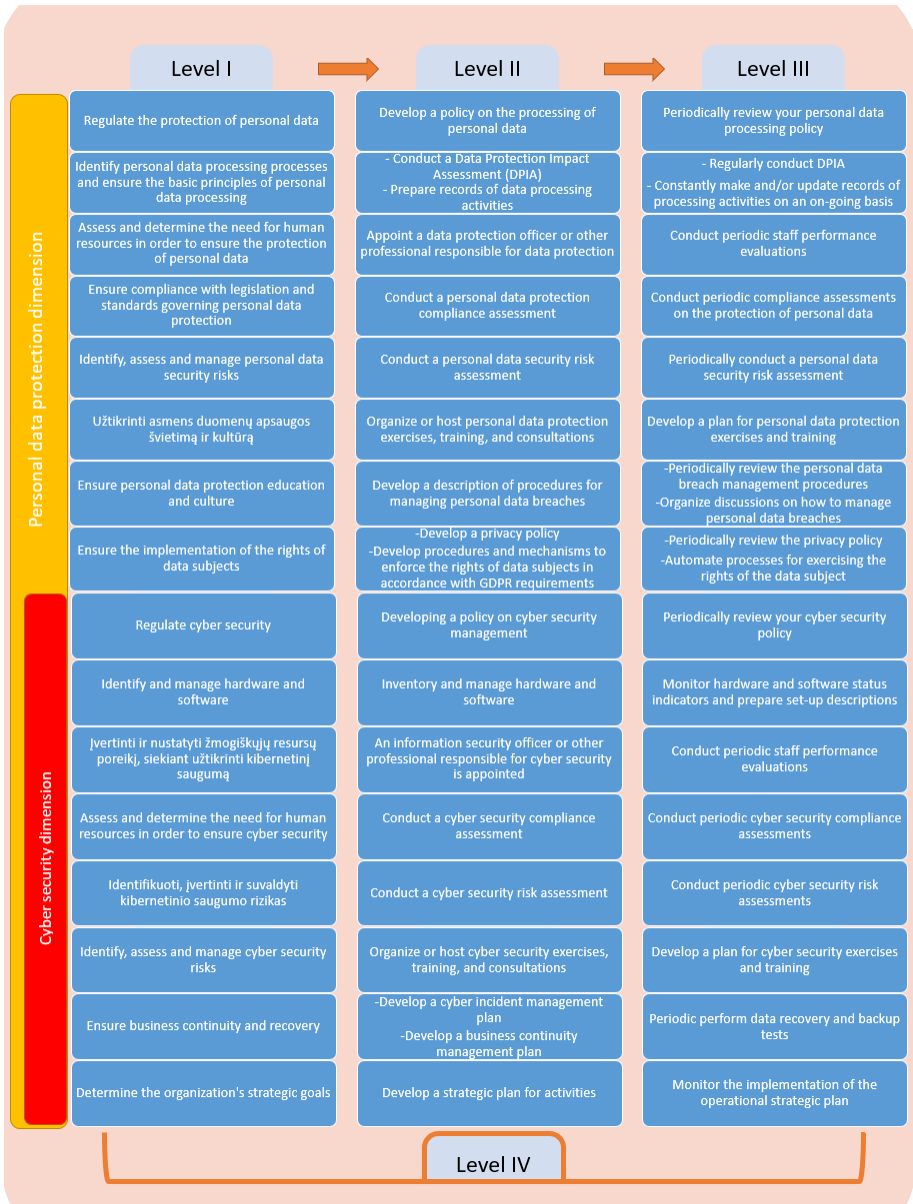 Level I
Level II
Level III
Personal data protection dimension
Cyber security dimension
Regulate the protection of personal data
Develop a policy on the processing of
personal data
Periodically review your personal data
processing policy
Identify personal data processing processes
and ensure the basic principles of personal
data processing
- Conduct a Data Protection Impact
Assessment (DPIA)
- Prepare records of data processing
activities
- Regularly conduct DPIA
- Constantly make and/or update records of
processing activities on an on-going basis
Assess and determine the need for human
resources in order to ensure the protection
of personal data
Appoint a data protection officer or other
professional responsible for data protection
Conduct periodic staff performance
evaluations
Ensure compliance with legislation and
standards governing personal data
protection
Conduct a personal data protection
compliance assessment
Conduct periodic compliance assessments
on the protection of personal data
Identify, assess and manage personal data
security risks
Conduct a personal data security risk
assessment
Periodically conduct a personal data
security risk assessment
Užtikrinti asmens duomenų apsaugos
švietimą ir kultūrą
Organize or host personal data protection
exercises, training, and consultations
Develop a plan for personal data protection
exercises and training
Ensure personal data protection education
and culture
Develop a description of procedures for
managing personal data breaches
-Periodically review the personal data
breach management procedures
-Organize discussions on how to manage
personal data breaches
Ensure the implementation of the rights of
data subjects
-Develop a privacy policy
-Develop procedures and mechanisms to
enforce the rights of data subjects in
accordance with GDPR requirements
-Periodically review the privacy policy
-Automate processes for exercising the
rights of the data subject
Regulate cyber security
Developing a policy on cyber security
management
Periodically review your cyber security
policy
Identify and manage hardware and
software
Inventory and manage hardware and
software
Monitor hardware and software status
indicators and prepare set-up descriptions
Įvertinti ir nustatyti žmogiškųjų resursų
poreikį, siekiant užtikrinti kibernetinį
saugumą
An information security officer or other
professional responsible for cyber security
is appointed
Conduct periodic staff performance
evaluations
Assess and determine the need for human
resources in order to ensure cyber security
Conduct a cyber security compliance
assessment
Conduct periodic cyber security compliance
assessments
Identifikuoti, įvertinti ir suvaldyti
kibernetinio saugumo rizikas
Conduct a cyber security risk assessment
Conduct periodic cyber security risk
assessments
Identify, assess and manage cyber security
risks
Organize or host cyber security exercises,
training, and consultations
Develop a plan for cyber security exercises
and training
Ensure business continuity and recovery
-Develop a cyber incident management
plan
-Develop a business continuity
management plan
Periodic perform data recovery and backup
tests
Determine the organization's strategic goals
Develop a strategic plan for activities
Monitor the implementation of the
operational strategic plan
Level IV